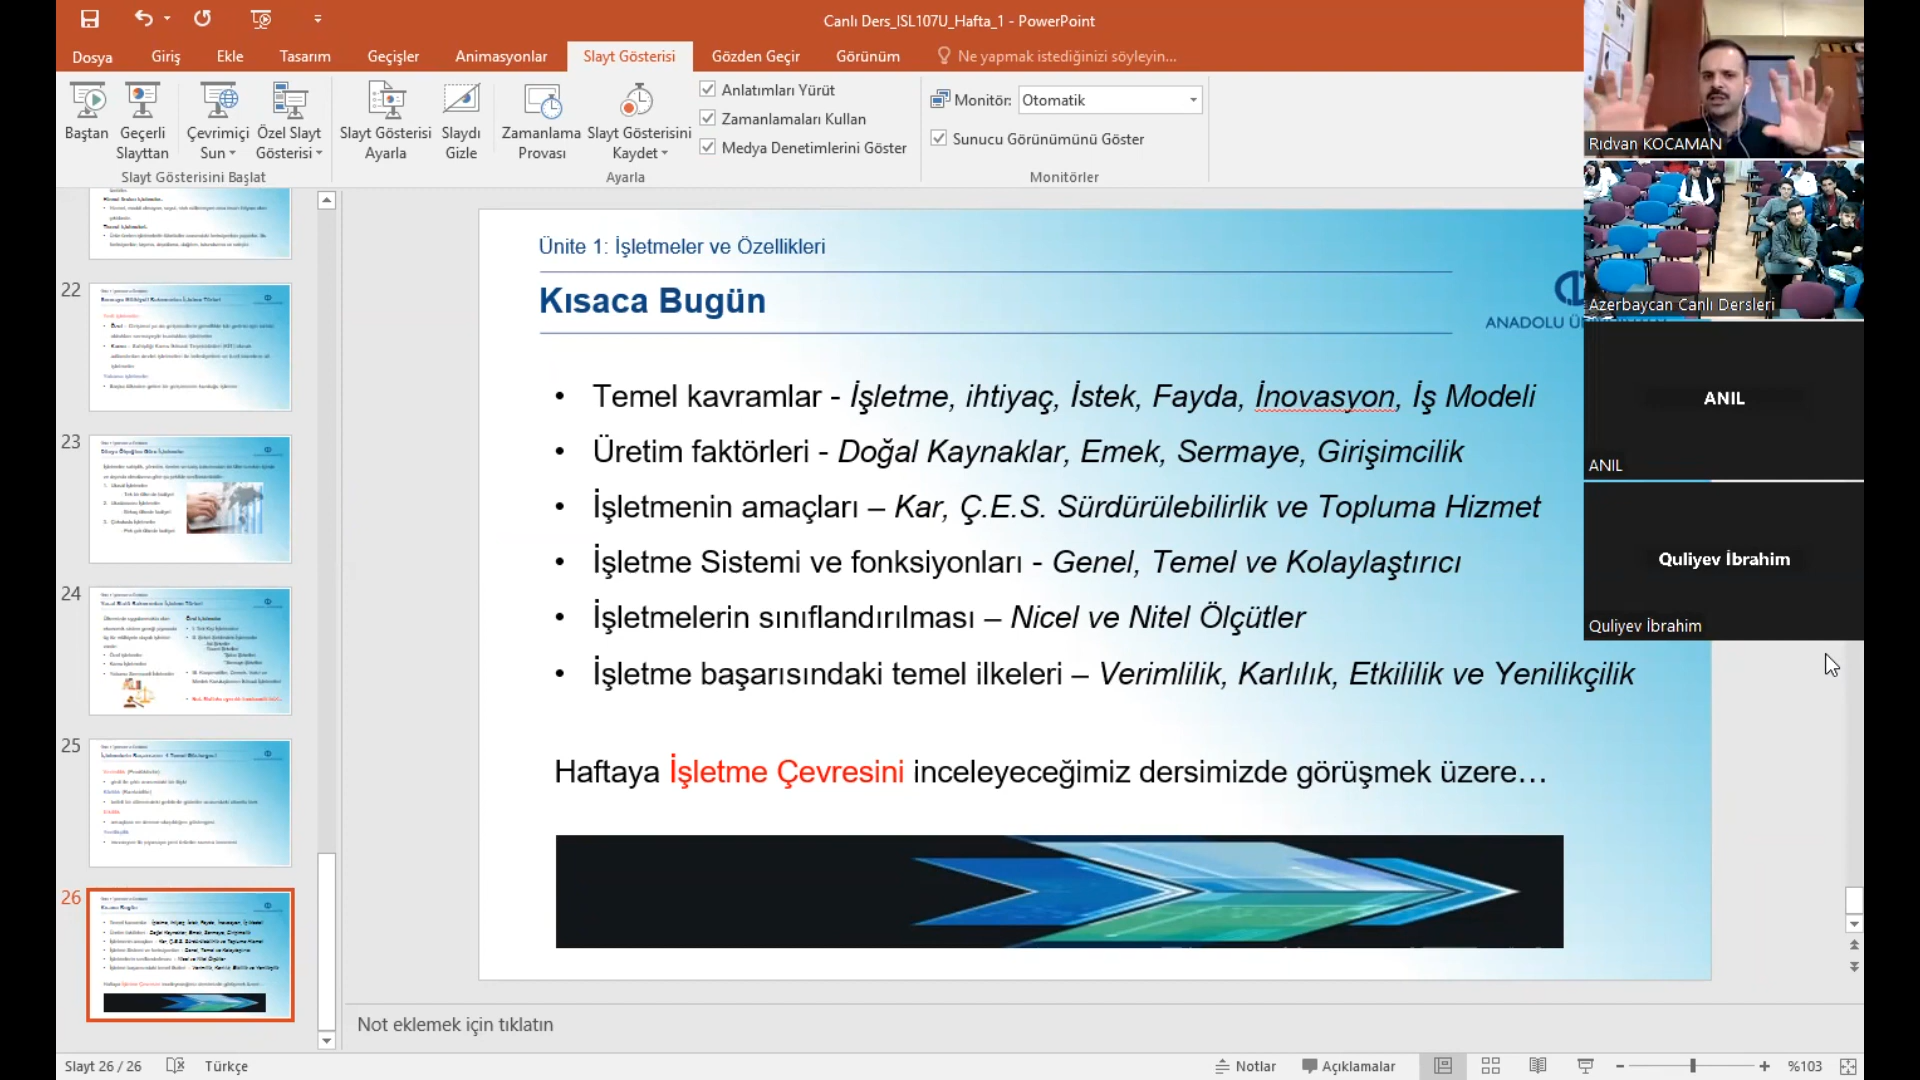 Canlı Ders_ISL107U_Hafta_1 - PowerPoint
Dosya Giriş Ekle Tasarım Geçişler Animasyonlar Slayt Gösterisi Gözden Geçir Görünüm Ne yapmak istediğinizi söyleyin...
Baştan
Geçerli Slayttan
Çevrimiçi Sun
Özel Slayt Gösterisi
Slayt Gösterisini Başlat
Slayt Gösterisi Ayarla
Slaydı Gizle
Zamanlama Provası
Slayt Gösterisini Kaydet
Anlatımları Yürüt
Zamanlamaları Kullan
Medya Denetimlerini Göster
Ayarla
Monitör: Otomatik
Sunucu Görünümünü Göster
Monitörler
Rıdvan KOCAMAN
Azerbaycan Canlı Dersleri
ANIL
ANIL
Quliyev İbrahim
Quliyev İbrahim
22
23
24
25
26
Ünite 1: İşletmeler ve Özellikleri
Kısaca Bugün
ANADOLU
• Temel kavramlar - İşletme, ihtiyaç, İstek, Fayda, İnovasyon, İş Modeli
• Üretim faktörleri - Doğal Kaynaklar, Emek, Sermaye, Girişimcilik
• İşletmenin amaçları – Kar, Ç.E.S. Sürdürülebilirlik ve Topluma Hizmet
• İşletme Sistemi ve fonksiyonları - Genel, Temel ve Kolaylaştırıcı
• İşletmelerin sınıflandırılması – Nicel ve Nitel Ölçütler
• İşletme başarısındaki temel ilkeleri – Verimlilik, Karlılık, Etkililik ve Yenilikçilik
Haftaya İşletme Çevresini inceleyeceğimiz dersimizde görüşmek üzere…
Not eklemek için tıklatın
Slayt 26 / 26 Türkçe Notlar Açıklamalar %103